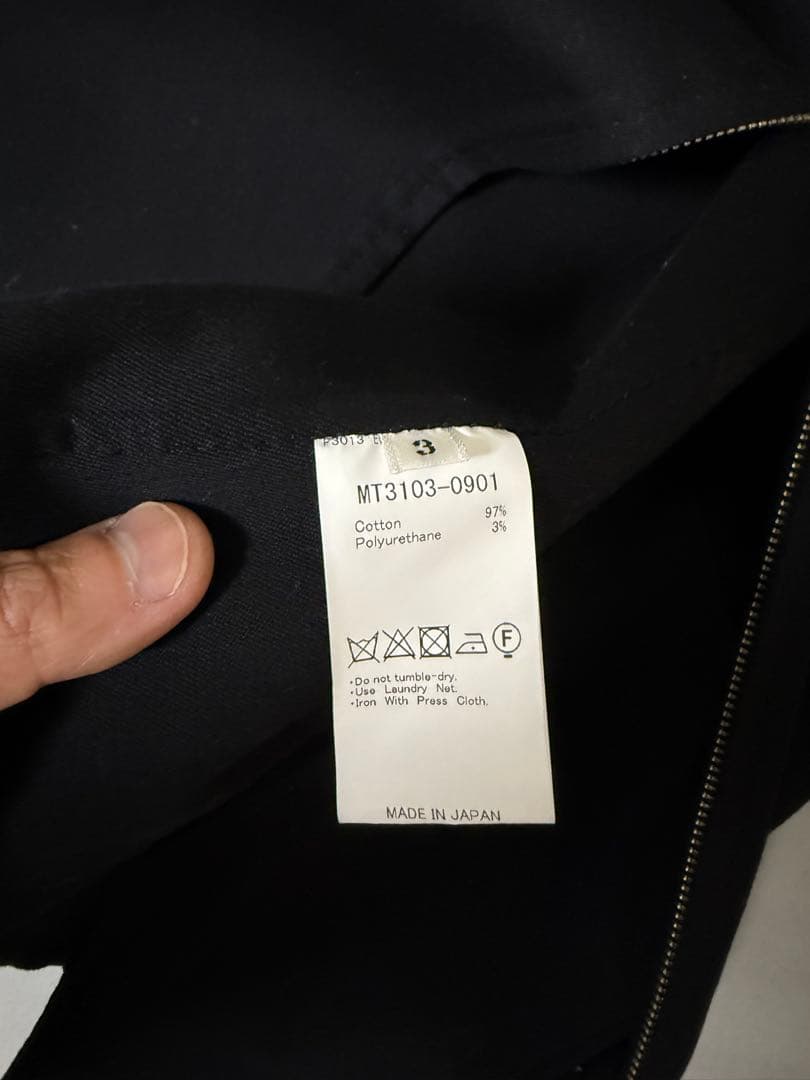 P3013
3
MT3103-0901
Cotton 97%
Polyurethane 3%
F
・Do not tumble-dry.
・Use Laundry Net.
・Iron With Press Cloth.
MADE IN JAPAN